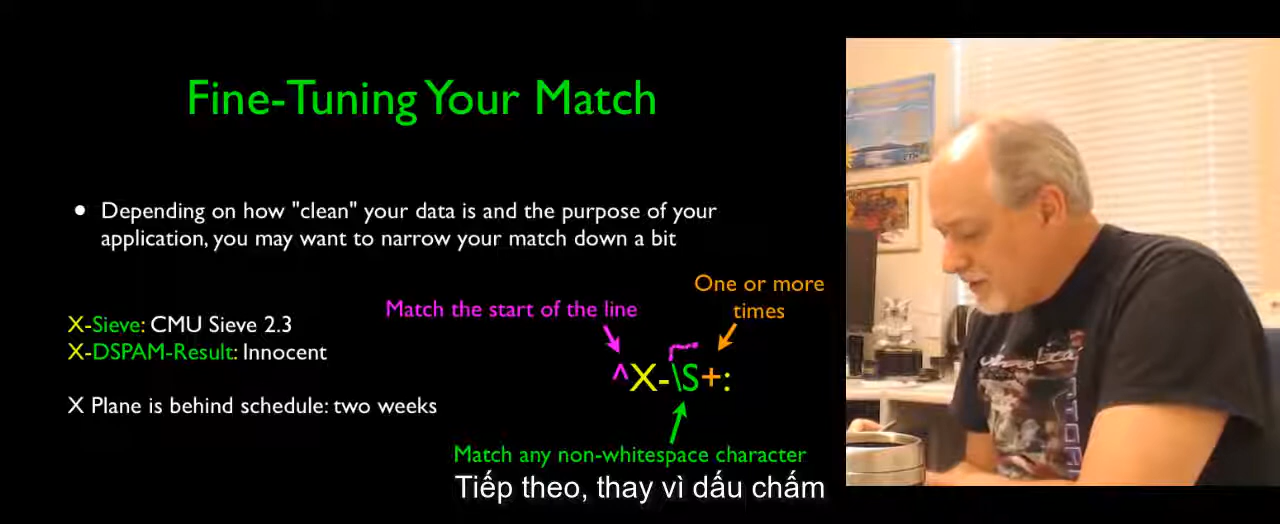 Fine-Tuning Your Match
• Depending on how "clean" your data is and the purpose of your
application, you may want to narrow your match down a bit
One or more
times
Match the start of the line
X-Sieve: CMU Sieve 2.3
X-DSPAM-Result: Innocent
^X-\S+:
X Plane is behind schedule: two weeks
Match any non-whitespace character
Tiếp theo, thay vì dấu chấm